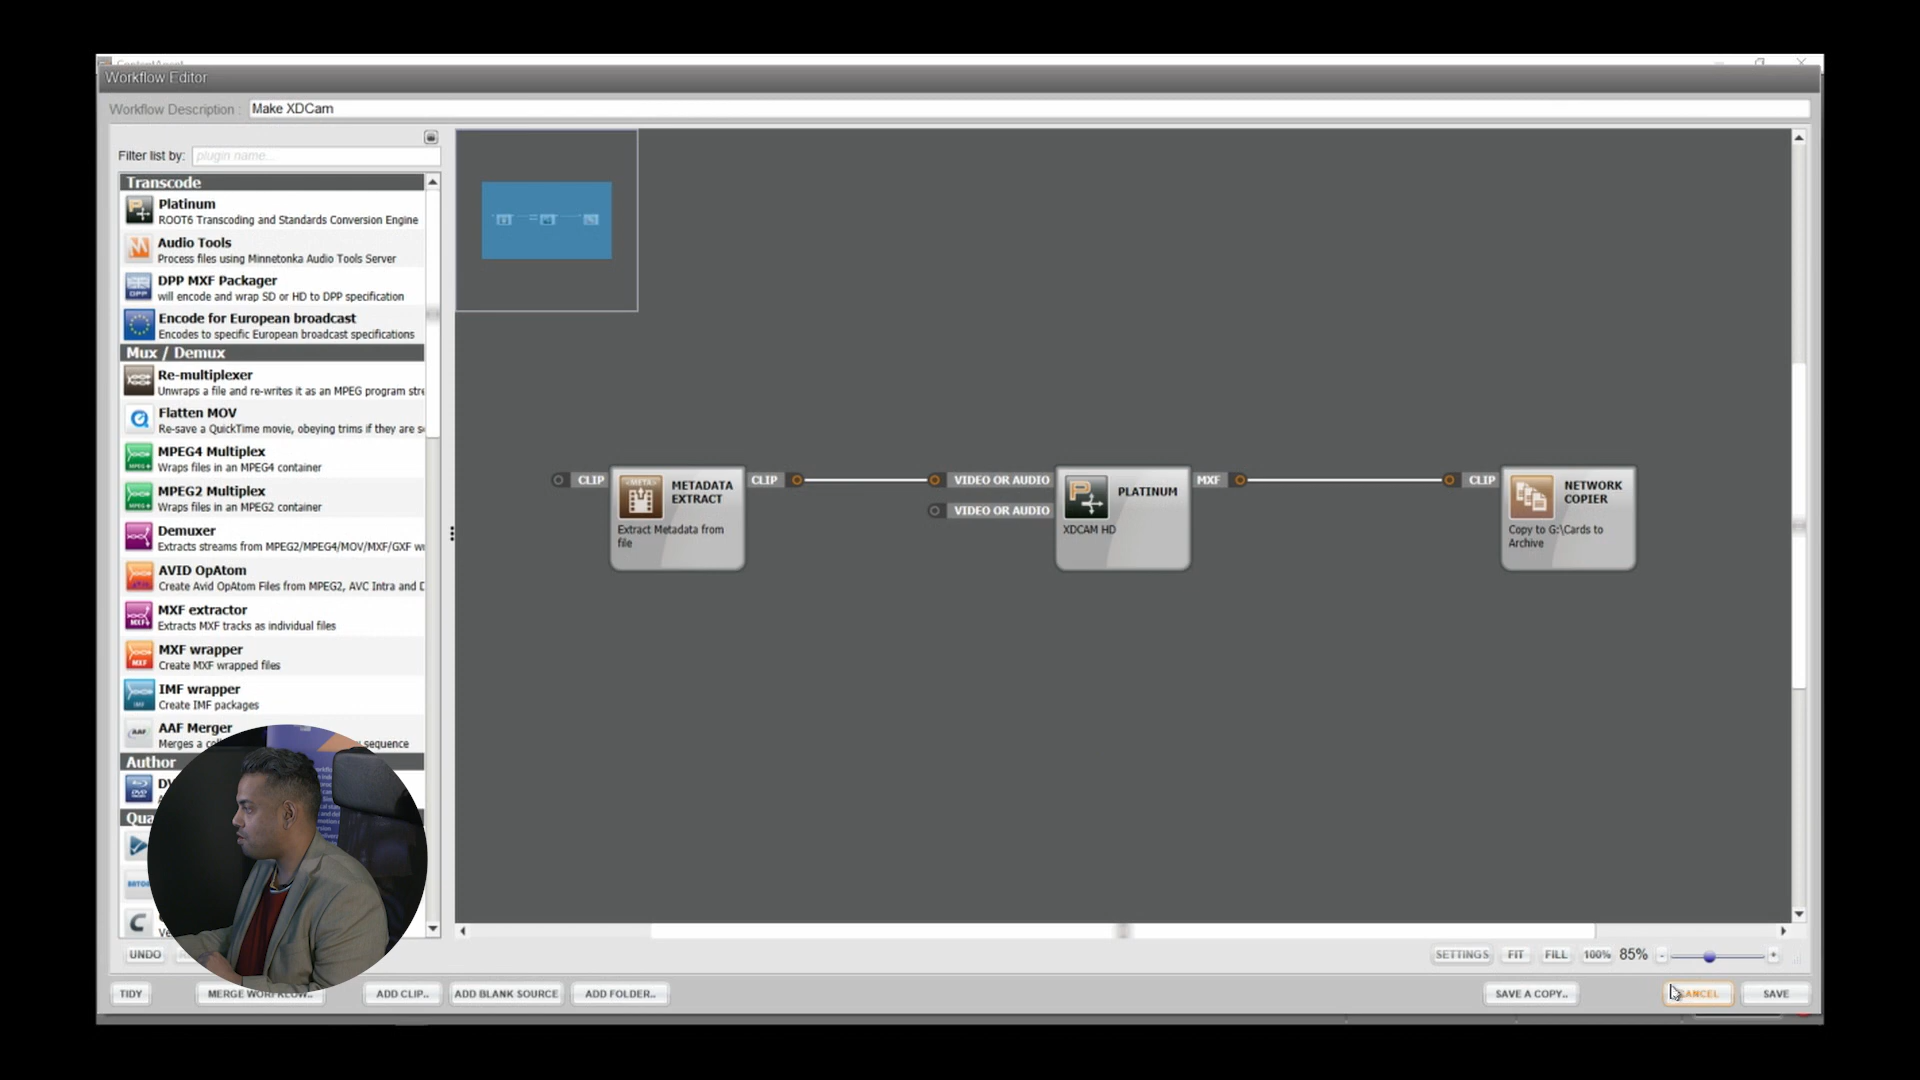 Workflow Editor
Workflow Description : Make XDCam
Filter list by: plugin name...
Transcode
Platinum
ROOT6 Transcoding and Standards Conversion Engine
Audio Tools
Process files using Minnetonka Audio Tools Server
DPP MXF Packager
will encode and wrap SD or HD to DPP specification
Encode for European broadcast
Encodes to specific European broadcast specifications
Mux / Demux
Re-multiplexer
Unwraps a file and re-writes it as an MPEG program stre
Flatten MOV
Re-save a QuickTime movie, obeying trims if they are s
MPEG4 Multiplex
Wraps files in an MPEG4 container
MPEG2 Multiplex
Wraps files in an MPEG2 container
Demuxer
Extracts streams from MPEG2/MPEG4/MOV/MXF/GXF w
AVID OpAtom
Create Avid OpAtom Files from MPEG2, AVC Intra and D
MXF extractor
Extracts MXF tracks as individual files
MXF wrapper
Create MXF wrapped files
IMF wrapper
Create IMF packages
AAF Merger
Merges a sequence
Author
CLIP
METADATA EXTRACT
Extract Metadata from
file
CLIP
VIDEO OR AUDIO
VIDEO OR AUDIO
PLATINUM
XDCAM HD
MXF
CLIP
NETWORK COPIER
Copy to G:\Cards to
Archive
UNDO
SETTINGS FIT FILL 100% 85% - +
TIDY MERGE WORKFLOW.. ADD CLIP.. ADD BLANK SOURCE ADD FOLDER.. SAVE A COPY.. CANCEL SAVE